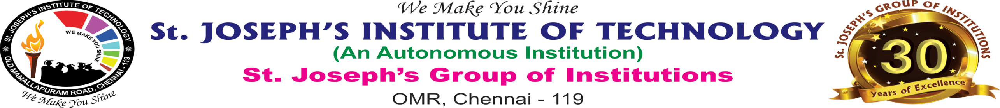 St. JOSEPH'S INSTITUTE OF TECHNOLOGY
WE MAKE YOU SHINE
OLD MAMALLAPURAM ROAD, CHENNAI - 119
We Make You Shine
We Make You Shine
St. JOSEPH'S INSTITUTE OF TECHNOLOGY
(An Autonomous Institution)
St. Joseph's Group of Institutions
OMR, Chennai - 119
St. JOSEPH'S GROUP OF INSTITUTIONS
30
Years of Excellence